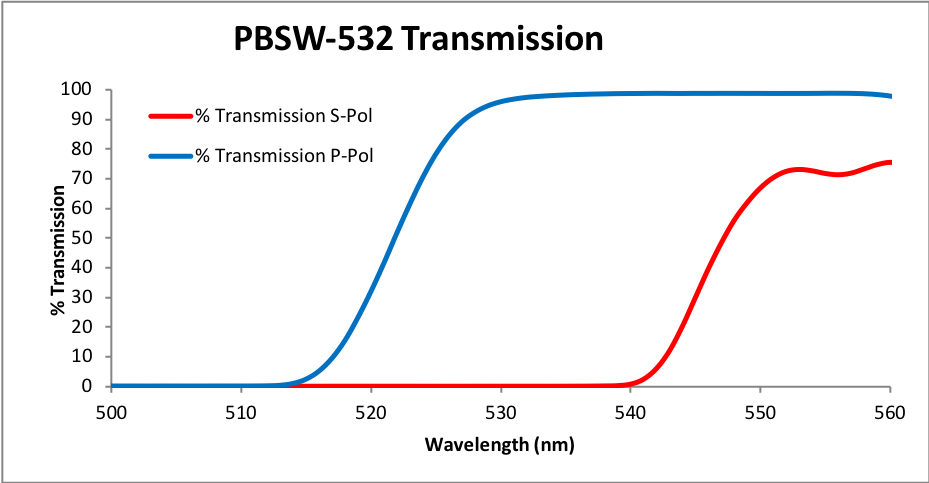 PBSW-532 Transmission
% Transmission S-Pol
% Transmission P-Pol
% Transmission
100
90
80
70
60
50
40
30
20
10
0
500 510 520 530 540 550 560
Wavelength (nm)